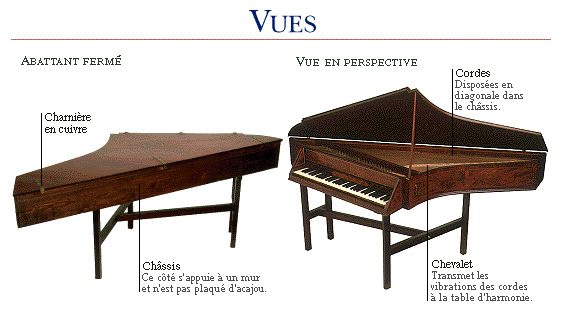 VUES
ABATTANT FERMÉ
VUE EN PERSPECTIVE
Charnière
en cuivre
Cordes
Disposées en
diagonale dans
le châssis.
Châssis
Ce côté s'appuie à un mur
et n'est pas plaqué d'acajou.
Chevalet
Transmet les
vibrations des cordes
à la table d'harmonie.